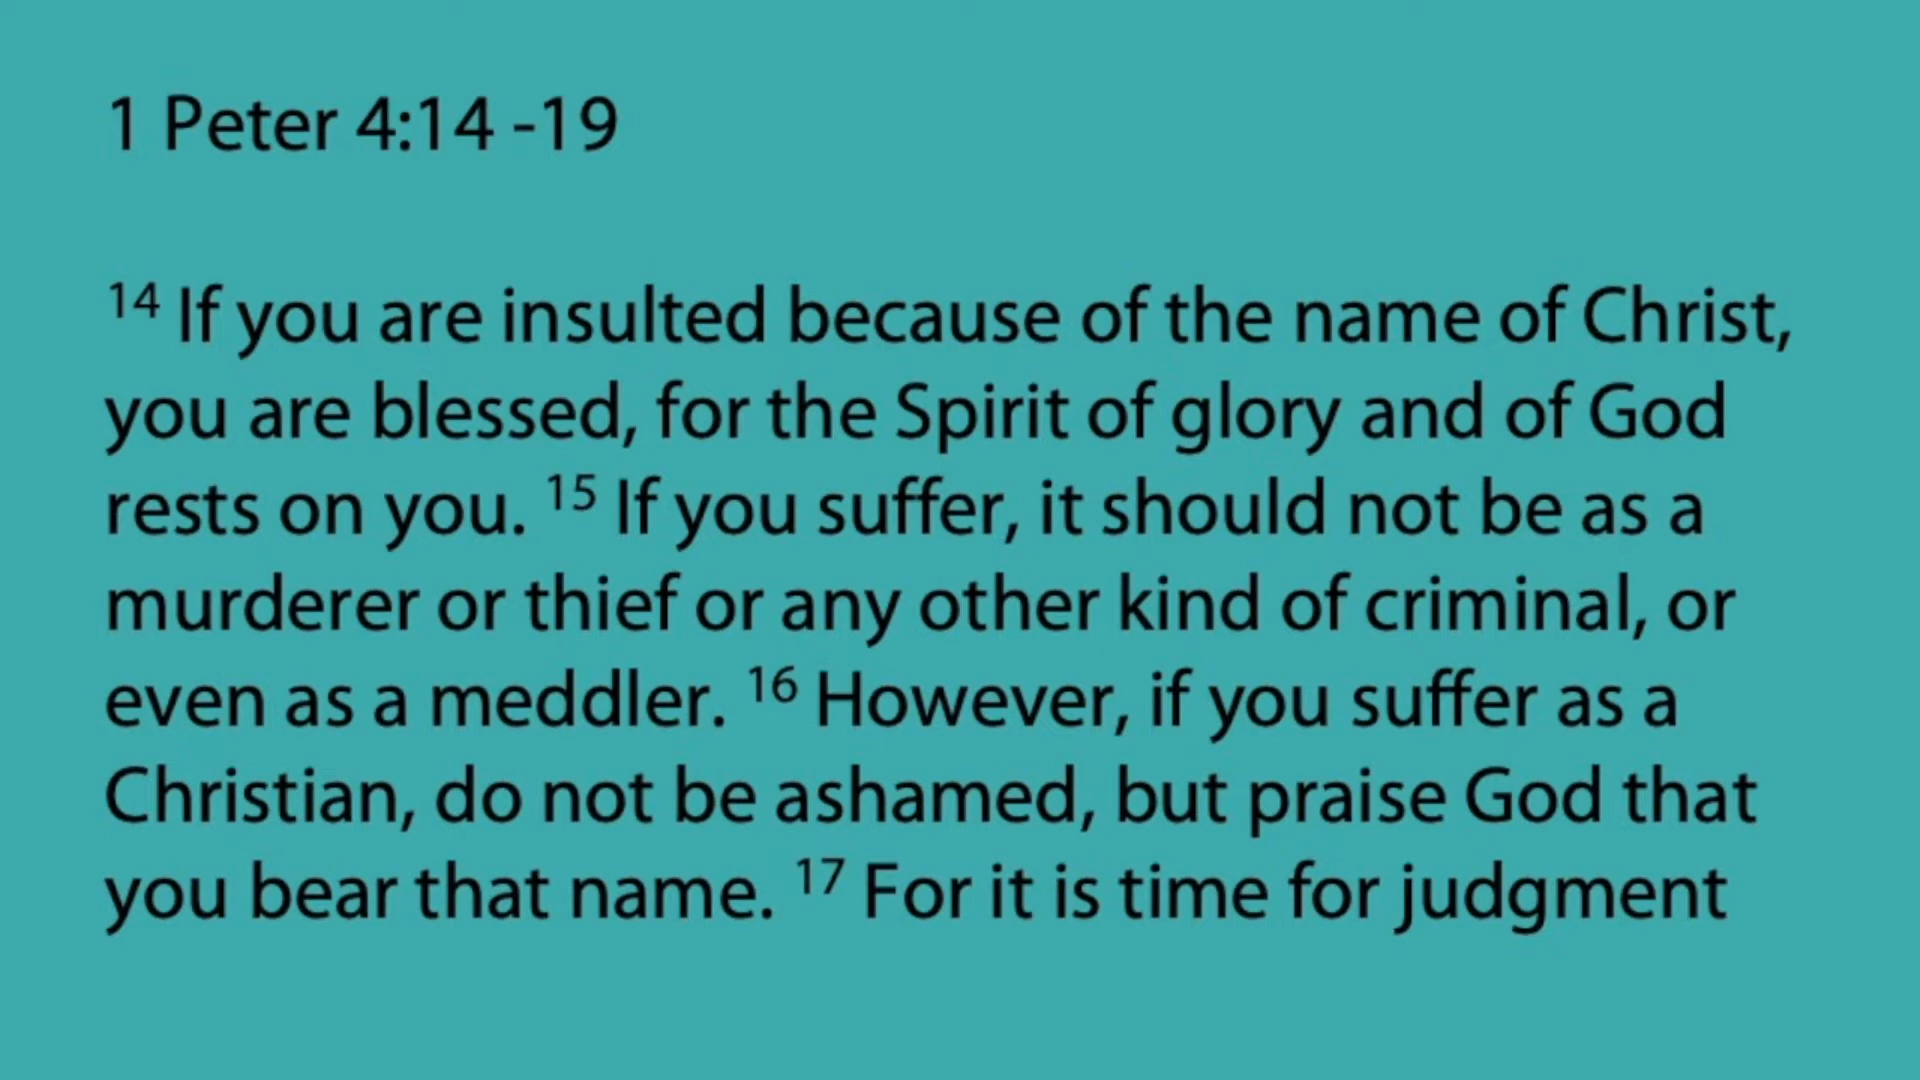 1 Peter 4:14 -19
14 If you are insulted because of the name of Christ,
you are blessed, for the Spirit of glory and of God
rests on you. 15 If you suffer, it should not be as a
murderer or thief or any other kind of criminal, or
even as a meddler. 16 However, if you suffer as a
Christian, do not be ashamed, but praise God that
you bear that name. 17 For it is time for judgment